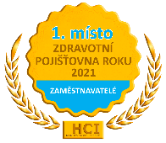 1. místo
ZDRAVOTNÍ
POJIŠŤOVNA ROKU
2021
ZAMĚSTNAVATELÉ
HCI